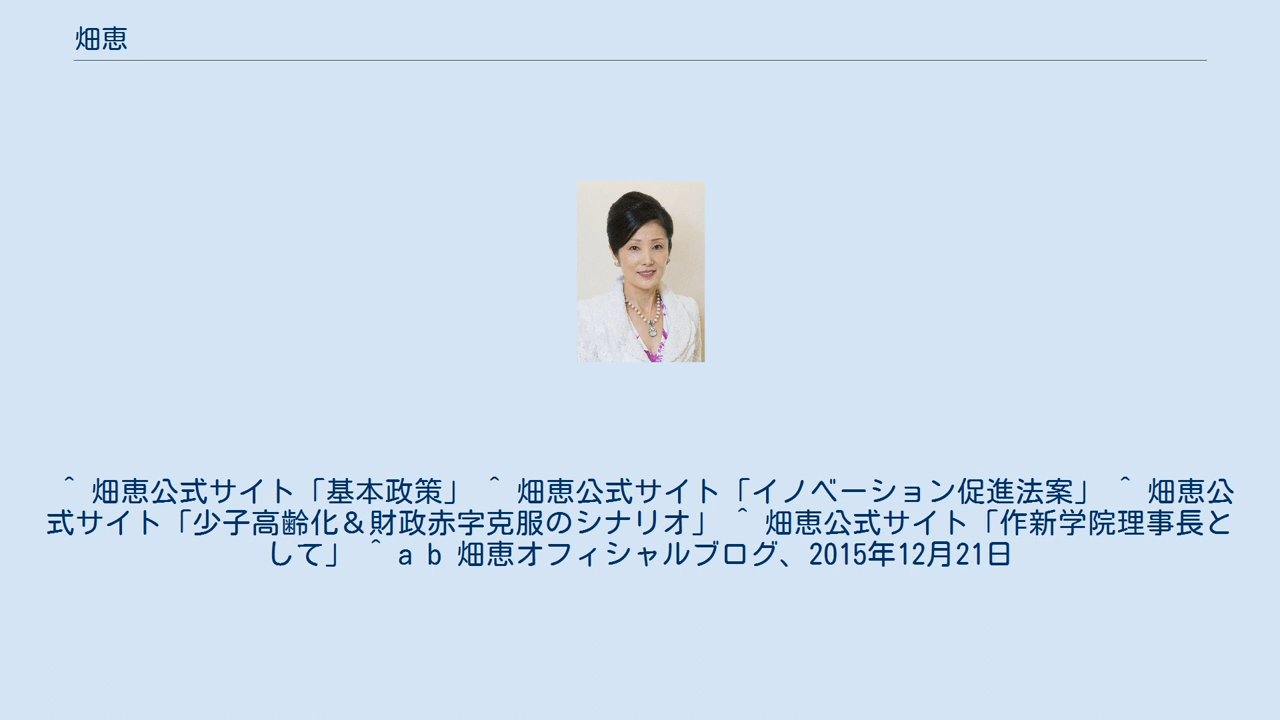 畑恵
^ 畑恵公式サイト「基本政策」 ^ 畑恵公式サイト「イノベーション促進法案」 ^ 畑恵公
式サイト「少子高齢化＆財政赤字克服のシナリオ」 ^ 畑恵公式サイト「作新学院理事長と
して」 ^ a b 畑恵オフィシャルブログ、2015年12月21日